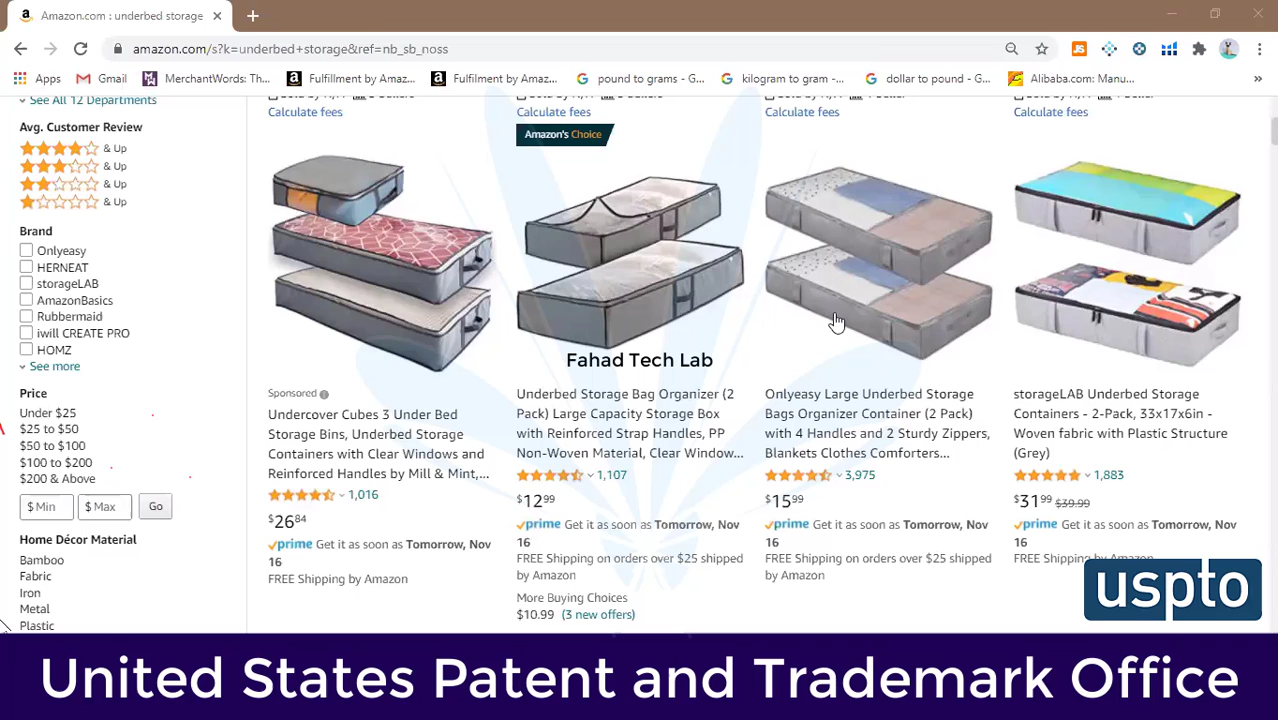 Amazon.com : underbed storage
amazon.com/s?k=underbed+storage&ref=nb_sb_noss
Apps
Gmail
MerchantWords: Th...
Fulfillment by Amaz...
Fulfilment by Amaz...
pound to grams - G...
kilogram to gram -...
dollar to pound - G...
Alibaba.com: Manu...
See All 12 Departments
Avg. Customer Review
& Up
& Up
& Up
& Up
Brand
Onlyeasy
HERNEAT
storageLAB
AmazonBasics
Rubbermaid
iwill CREATE PRO
HOMZ
See more
Price
Under $25
$25 to $50
$50 to $100
$100 to $200
$200 & Above
$ Min
$ Max
Go
Home Décor Material
Bamboo
Fabric
Iron
Metal
Plastic
Calculate fees
Sponsored
Undercover Cubes 3 Under Bed
Storage Bins, Underbed Storage
Containers with Clear Windows and
Reinforced Handles by Mill & Mint,...
1,016
$26 84
prime Get it as soon as Tomorrow, Nov
16
FREE Shipping by Amazon
Calculate fees
Amazon's Choice
Fahad Tech Lab
Underbed Storage Bag Organizer (2
Pack) Large Capacity Storage Box
with Reinforced Strap Handles, PP
Non-Woven Material, Clear Window...
1,107
$12 99
prime Get it as soon as Tomorrow, Nov
16
FREE Shipping on orders over $25 shipped
by Amazon
More Buying Choices
$10.99 (3 new offers)
Calculate fees
Onlyeasy Large Underbed Storage
Bags Organizer Container (2 Pack)
with 4 Handles and 2 Sturdy Zippers,
Blankets Clothes Comforters...
3,975
$15 99
prime Get it as soon as Tomorrow, Nov
16
FREE Shipping on orders over $25 shipped
by Amazon
Calculate fees
storageLAB Underbed Storage
Containers - 2-Pack, 33x17x6in -
Woven fabric with Plastic Structure
(Grey)
1,883
$31 99 $39.99
prime Get it as soon as Tomorrow, Nov
16
FREE Shipping by Amazon
uspto
United States Patent and Trademark Office